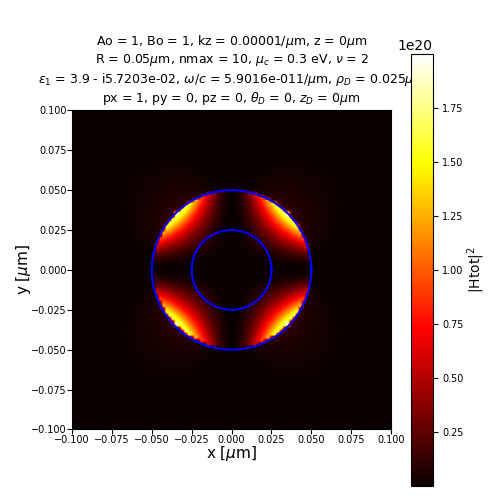 Ao = 1, Bo = 1, kz = 0.00001/μm, z = 0μm
R = 0.05μm, nmax = 10, μc = 0.3 eV, ν = 2
ε1 = 3.9 - i5.7203e-02, ω/c = 5.9016e-011/μm, ρD = 0.025μ
px = 1, py = 0, pz = 0, θD = 0, zD = 0μm
1e20
0.100
0.075
0.050
0.025
0.000
−0.025
−0.050
−0.075
−0.100
y [μm]
−0.100 −0.075 −0.050 −0.025 0.000 0.025 0.050 0.075 0.100
x [μm]
1.75
1.50
1.25
1.00
0.75
0.50
0.25
|Htot|²